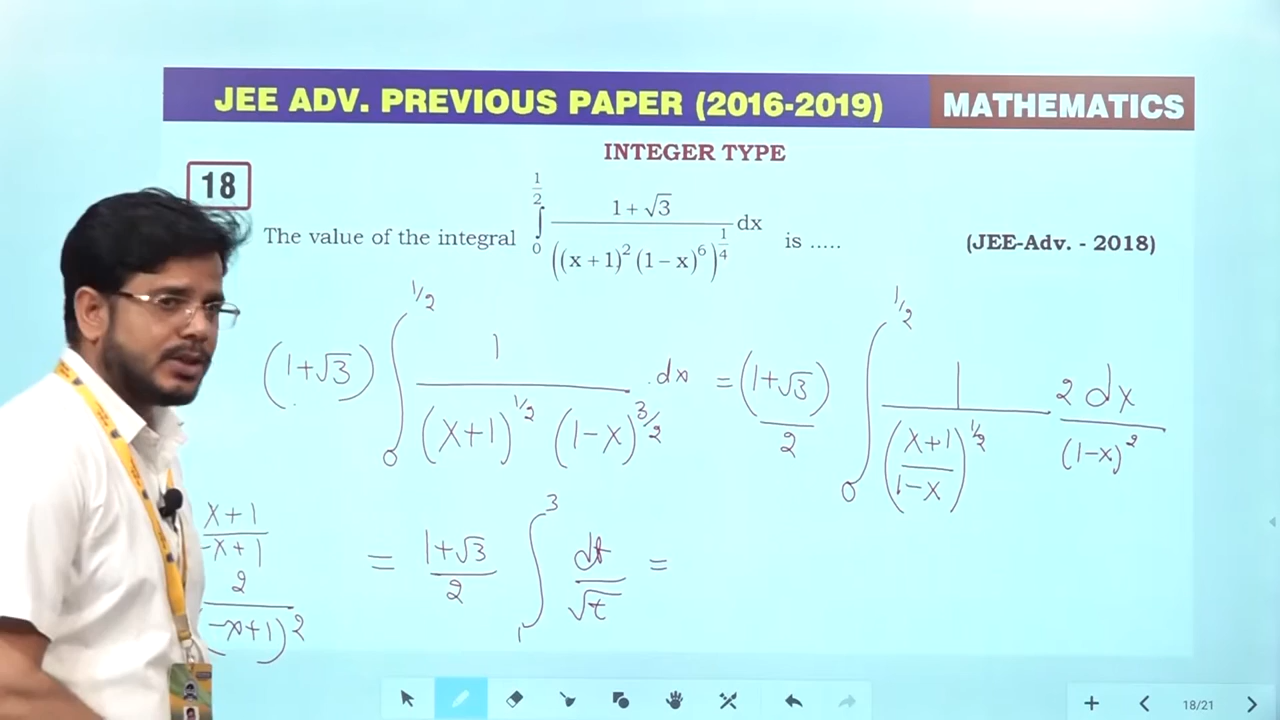 JEE ADV. PREVIOUS PAPER (2016-2019) MATHEMATICS
INTEGER TYPE
18
The value of the integral ∫₀^{1/2} (1+√3) / ((x+1)²(1−x)⁶)^{1/4} dx is ..... (JEE-Adv. - 2018)
(1+√3) ∫₀^{1/2} 1 / ((x+1)^{1/2} (1−x)^{3/2}) .dx = (1+√3)/2 ∫₀^{1/2} 1 / ((x+1)/(1−x))^{1/2} 2dx/(1−x)²
x+1
−x+1
2
−x+1)²
= (1+√3)/2 ∫₁³ dt/√t =
18/21